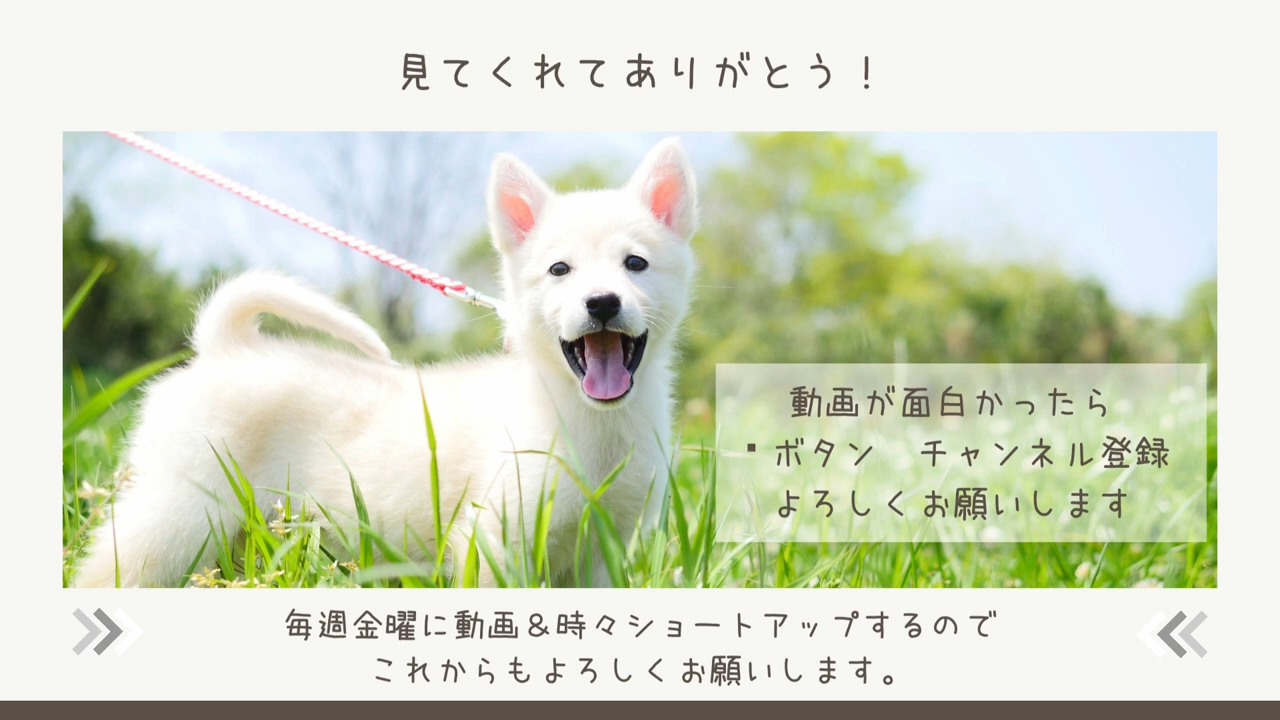 見てくれてありがとう！
動画が面白かったら
▪ボタン　チャンネル登録
よろしくお願いします
毎週金曜に動画＆時々ショートアップするので
これからもよろしくお願いします。